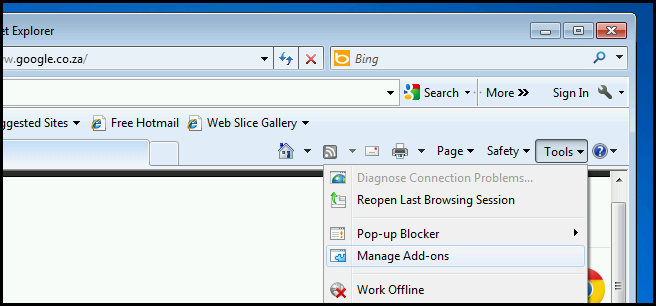 et Explorer
w.google.co.za/ Bing
Search More Sign In
ggested Sites Free Hotmail Web Slice Gallery
Page Safety Tools
Diagnose Connection Problems...
Reopen Last Browsing Session
Pop-up Blocker
Manage Add-ons
Work Offline